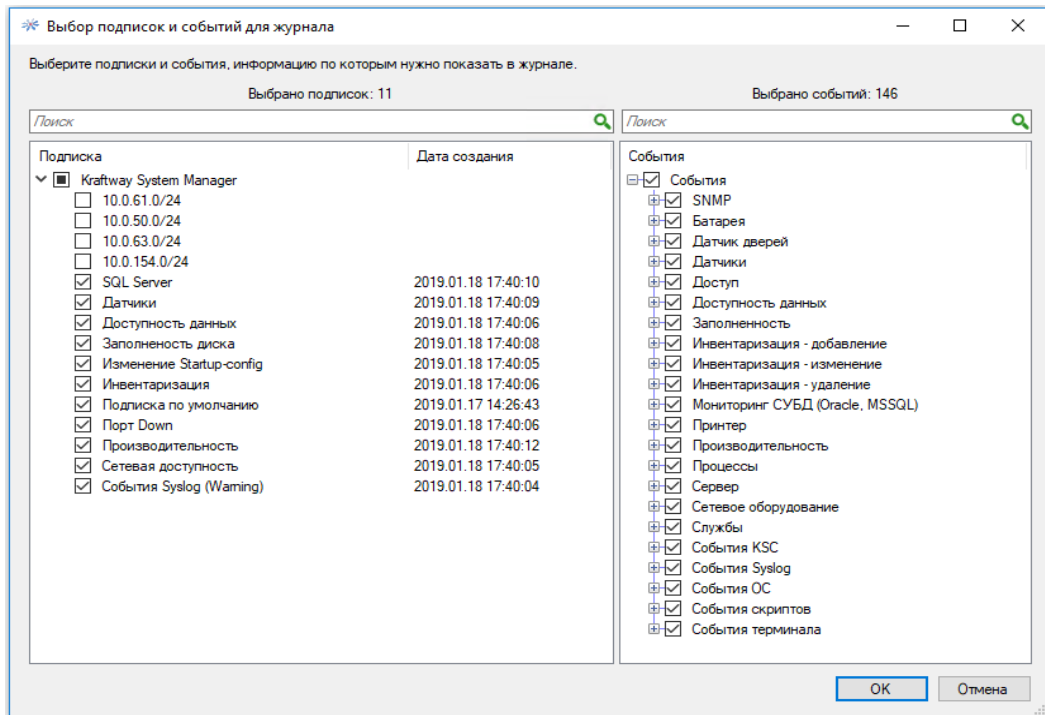 Выбор подписок и событий для журнала
Выберите подписки и события, информацию по которым нужно показать в журнале.
Выбрано подписок: 11
Поиск
Подписка Дата создания
Kraftway System Manager
10.0.61.0/24
10.0.50.0/24
10.0.63.0/24
10.0.154.0/24
SQL Server 2019.01.18 17:40:10
Датчики 2019.01.18 17:40:09
Доступность данных 2019.01.18 17:40:06
Заполненость диска 2019.01.18 17:40:08
Изменение Startup-config 2019.01.18 17:40:05
Инвентаризация 2019.01.18 17:40:06
Подписка по умолчанию 2019.01.17 14:26:43
Порт Down 2019.01.18 17:40:06
Производительность 2019.01.18 17:40:12
Сетевая доступность 2019.01.18 17:40:05
События Syslog (Warning) 2019.01.18 17:40:04
Выбрано событий: 146
Поиск
События
События
SNMP
Батарея
Датчик дверей
Датчики
Доступ
Доступность данных
Заполненность
Инвентаризация - добавление
Инвентаризация - изменение
Инвентаризация - удаление
Мониторинг СУБД (Oracle, MSSQL)
Принтер
Производительность
Процессы
Сервер
Сетевое оборудование
Службы
События KSC
События Syslog
События ОС
События скриптов
События терминала
OK Отмена